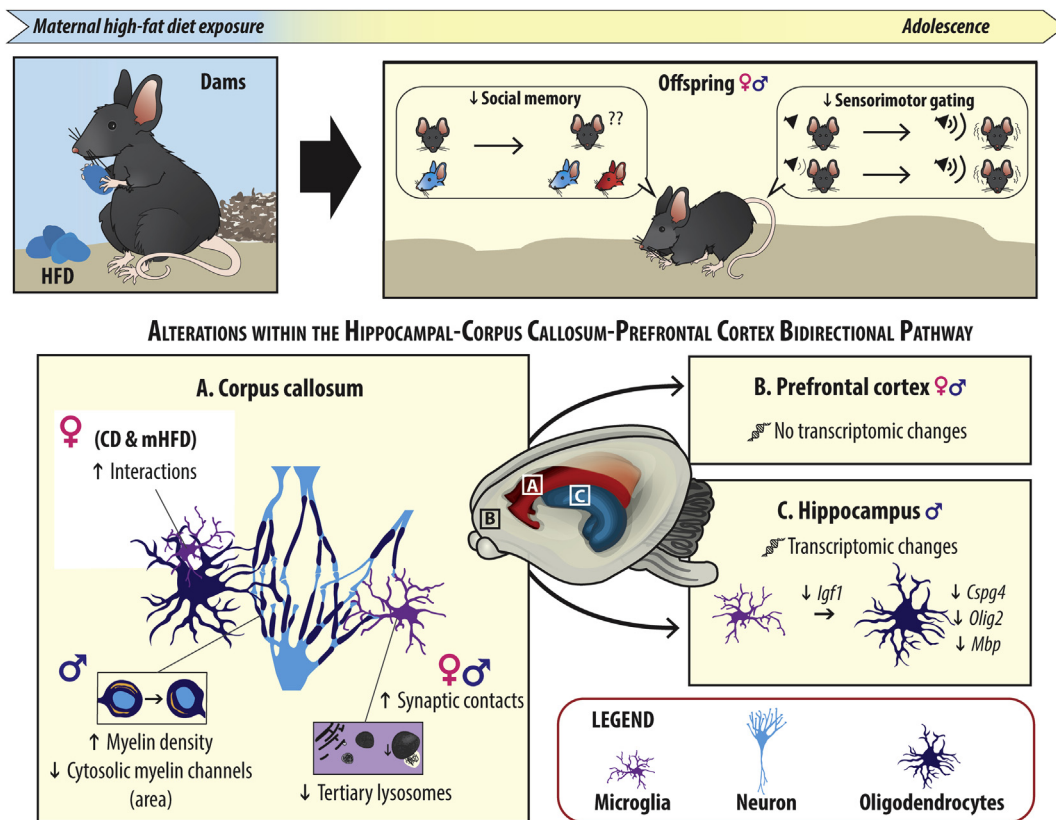 Maternal high-fat diet exposure
Adolescence
Dams
HFD
Offspring ♀♂
↓ Social memory
??
↓ Sensorimotor gating
ALTERATIONS WITHIN THE HIPPOCAMPAL-CORPUS CALLOSUM-PREFRONTAL CORTEX BIDIRECTIONAL PATHWAY
A. Corpus callosum
♀ (CD & mHFD)
↑ Interactions
♂
↑ Myelin density
↓ Cytosolic myelin channels
(area)
♀♂
↑ Synaptic contacts
↓
↓ Tertiary lysosomes
A
B
C
B. Prefrontal cortex ♀♂
No transcriptomic changes
C. Hippocampus ♂
Transcriptomic changes
↓ Igf1
↓ Cspg4
↓ Olig2
↓ Mbp
LEGEND
Microglia
Neuron
Oligodendrocytes